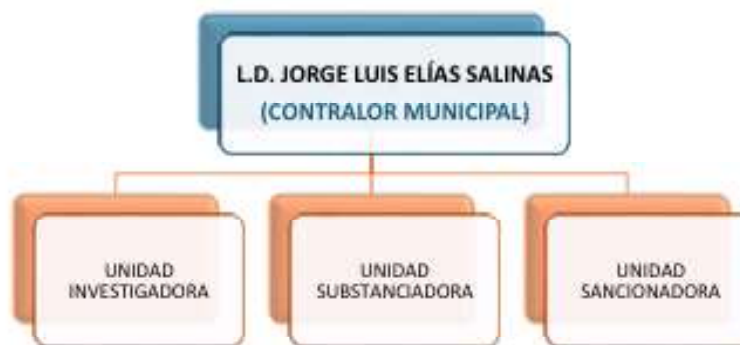 L.D. JORGE LUIS ELÍAS SALINAS
(CONTRALOR MUNICIPAL)
UNIDAD
INVESTIGADORA
UNIDAD
SUBSTANCIADORA
UNIDAD
SANCIONADORA